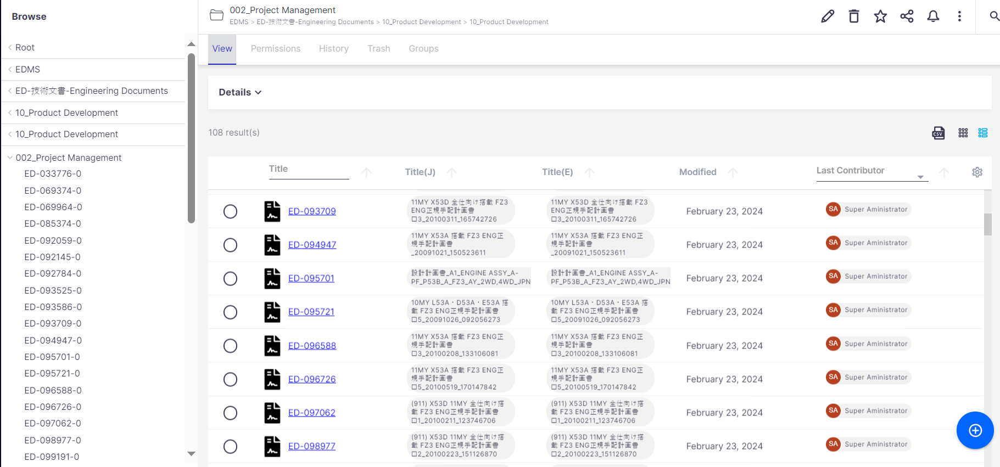 Browse
Root
EDMS
ED-技術文書-Engineering Documents
10_Product Development
10_Product Development
002_Project Management
ED-033776-0
ED-069374-0
ED-069964-0
ED-085374-0
ED-092059-0
ED-092145-0
ED-092784-0
ED-093525-0
ED-093586-0
ED-093709-0
ED-094947-0
ED-095701-0
ED-095721-0
ED-096588-0
ED-096726-0
ED-097062-0
ED-098977-0
ED-099191-0
002_Project Management
EDMS > ED-技術文書-Engineering Documents > 10_Product Development > 10_Product Development
View Permissions History Trash Groups
Details
108 result(s)
CSV
Title Title(J) Title(E) Modified Last Contributor
ED-093709
11MY X53D 全仕向け搭載 FZ3
ENG正規手配計画書
□3_20100311_165742726
11MY X53D 全仕向け搭載 FZ3
ENG正規手配計画書
□3_20100311_165742726
February 23, 2024
SA Super Aministrator
ED-094947
11MY X53A 搭載 FZ3 ENG正
規手配計画書
_20091021_150523611
11MY X53A 搭載 FZ3 ENG正
規手配計画書
_20091021_150523611
February 23, 2024
SA Super Aministrator
ED-095701
設計計画書_A1_ENGINE ASSY_A-
PF_P53B_A_FZ3_AY_2WD,4WD_JPN
設計計画書_A1_ENGINE ASSY_A-
PF_P53B_A_FZ3_AY_2WD,4WD_JPN
February 23, 2024
SA Super Aministrator
ED-095721
10MY L53A・D53A・E53A 搭
載 FZ3 ENG正規手配計画書
□5_20091026_092056273
10MY L53A・D53A・E53A 搭
載 FZ3 ENG正規手配計画書
□5_20091026_092056273
February 23, 2024
SA Super Aministrator
ED-096588
11MY X53A 搭載 FZ3 ENG正
規手配計画書
□3_20100208_133106081
11MY X53A 搭載 FZ3 ENG正
規手配計画書
□3_20100208_133106081
February 23, 2024
SA Super Aministrator
ED-096726
11MY X53A 搭載 FZ3 ENG正
規手配計画書
□5_20100519_170147842
11MY X53A 搭載 FZ3 ENG正
規手配計画書
□5_20100519_170147842
February 23, 2024
SA Super Aministrator
ED-097062
(911) X53D 11MY 全仕向け搭
載 FZ3 ENG正規手配計画書
□1_20100211_123746706
(911) X53D 11MY 全仕向け搭
載 FZ3 ENG正規手配計画書
□1_20100211_123746706
February 23, 2024
SA Super Aministrator
ED-098977
(911) X53D 11MY 全仕向け搭
載 FZ3 ENG正規手配計画書
□2_20100223_151126870
(911) X53D 11MY 全仕向け搭
載 FZ3 ENG正規手配計画書
□2_20100223_151126870
February 23, 2024
SA Super Aministrator